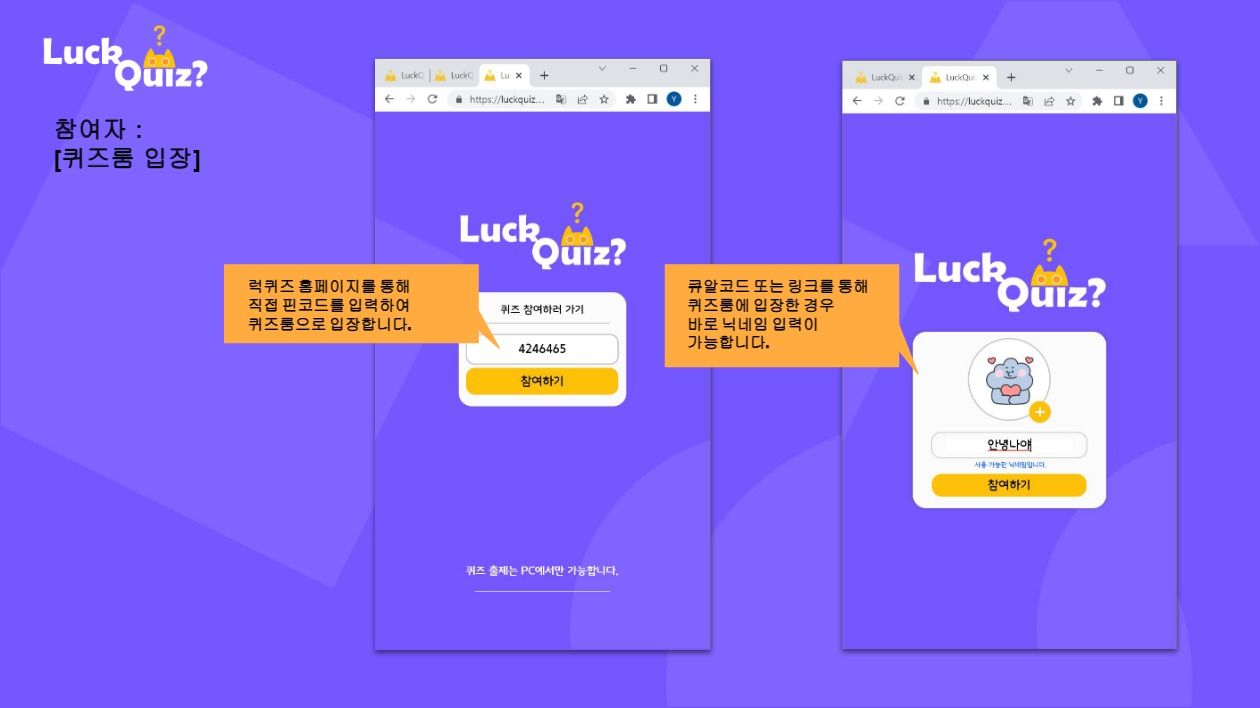 Luck
Quiz?
참여자 :
[퀴즈룸 입장]
LuckQ
LuckQ
Lu
https://luckquiz...
Y
Luck
Quiz?
럭퀴즈 홈페이지를 통해
직접 핀코드를 입력하여
퀴즈룸으로 입장합니다.
퀴즈 참여하러 가기
4246465
참여하기
퀴즈 출제는 PC에서만 가능합니다.
LuckQui
LuckQui
https://luckquiz....
Y
Luck
Quiz?
큐알코드 또는 링크를 통해
퀴즈룸에 입장한 경우
바로 닉네임 입력이
가능합니다.
안녕나얘
사용 가능한 닉네임입니다.
참여하기